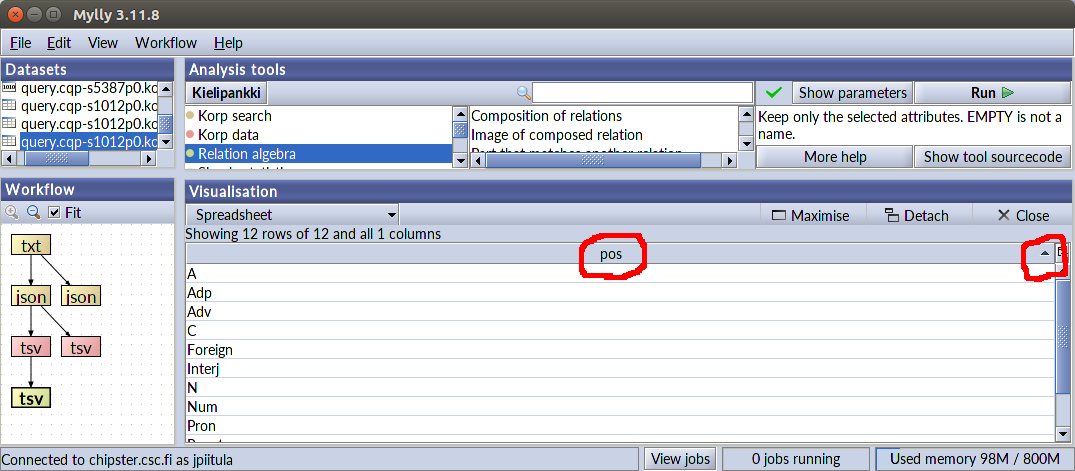 Mylly 3.11.8
File Edit View Workflow Help
Datasets
query.cqp-s5387p0.kc
query.cqp-s1012p0.kc
query.cqp-s1012p0.kc
query.cqp-s1012p0.kc
Analysis tools
Kielipankki
Korp search
Korp data
Relation algebra
Composition of relations
Image of composed relation
Part that matches another relation
Show parameters
Run
Keep only the selected attributes. EMPTY is not a
name.
More help
Show tool sourcecode
Workflow
Fit
txt
json json
tsv tsv
tsv
Visualisation
Spreadsheet
Maximise
Detach
Close
Showing 12 rows of 12 and all 1 columns
pos
A
Adp
Adv
C
Foreign
Interj
N
Num
Pron
Connected to chipster.csc.fi as jpiitula
View jobs
0 jobs running
Used memory 98M / 800M